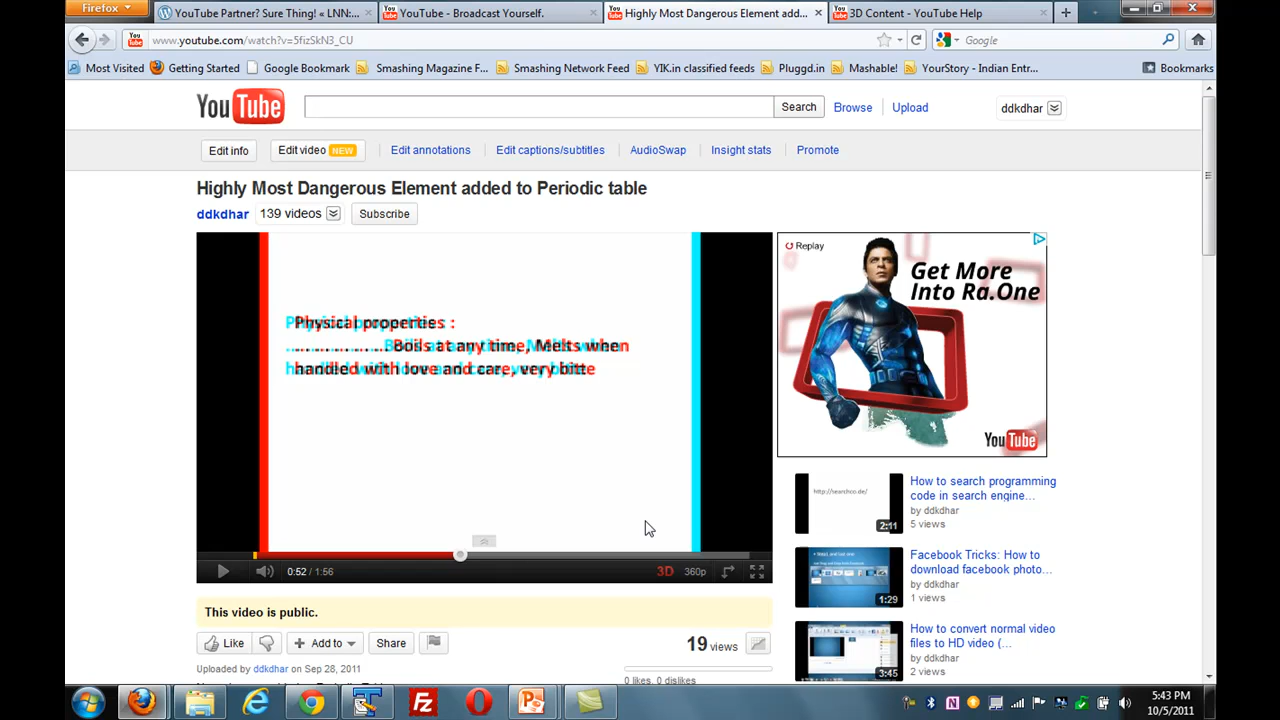 Firefox
YouTube Partner? Sure Thing! « LNN:...
YouTube - Broadcast Yourself.
Highly Most Dangerous Element add...
3D Content - YouTube Help
www.youtube.com/watch?v=5fizSkN3_CU
Google
Most Visited
Getting Started
Google Bookmark
Smashing Magazine F...
Smashing Network Feed
YIK.in classified feeds
Pluggd.in
Mashable!
YourStory - Indian Entr...
Bookmarks
You Tube
Search
Browse
Upload
ddkdhar
Edit info
Edit video NEW
Edit annotations
Edit captions/subtitles
AudioSwap
Insight stats
Promote
Highly Most Dangerous Element added to Periodic table
ddkdhar
139 videos
Subscribe
Physical properties :
................. Boils at any time, Melts when
handled with love and care, very bitte
Replay
Get More
Into Ra.One
YouTube
0:52 / 1:56
3D
360p
http://searchco.de/
2:11
How to search programming
code in search engine...
by ddkdhar
5 views
1:29
Facebook Tricks: How to
download facebook photo...
by ddkdhar
1 views
3:45
How to convert normal video
files to HD video (...
by ddkdhar
2 views
This video is public.
Like
Add to
Share
19 views
Uploaded by ddkdhar on Sep 28, 2011
0 likes, 0 dislikes
5:43 PM
10/5/2011